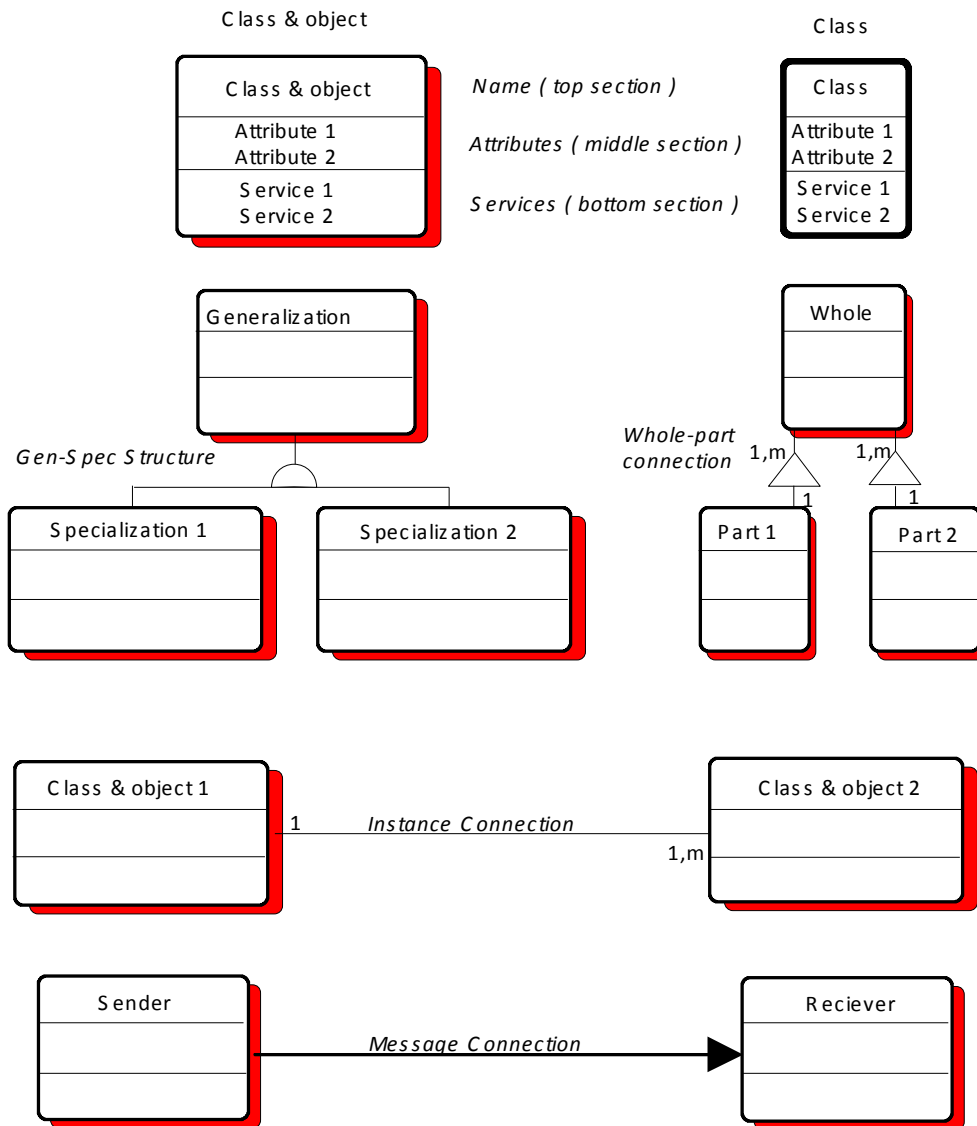 Class & object
Class
Class & object
Name ( top section )
Class
Attribute 1
Attribute 2
Attributes ( middle section )
Attribute 1
Attribute 2
Service 1
Service 2
Services ( bottom section )
Service 1
Service 2
Generalization
Whole
Gen-Spec Structure
Whole-part
connection
1,m
1,m
1
1
Specialization 1
Specialization 2
Part 1
Part 2
Class & object 1
Class & object 2
1
Instance Connection
1,m
Sender
Reciever
Message Connection